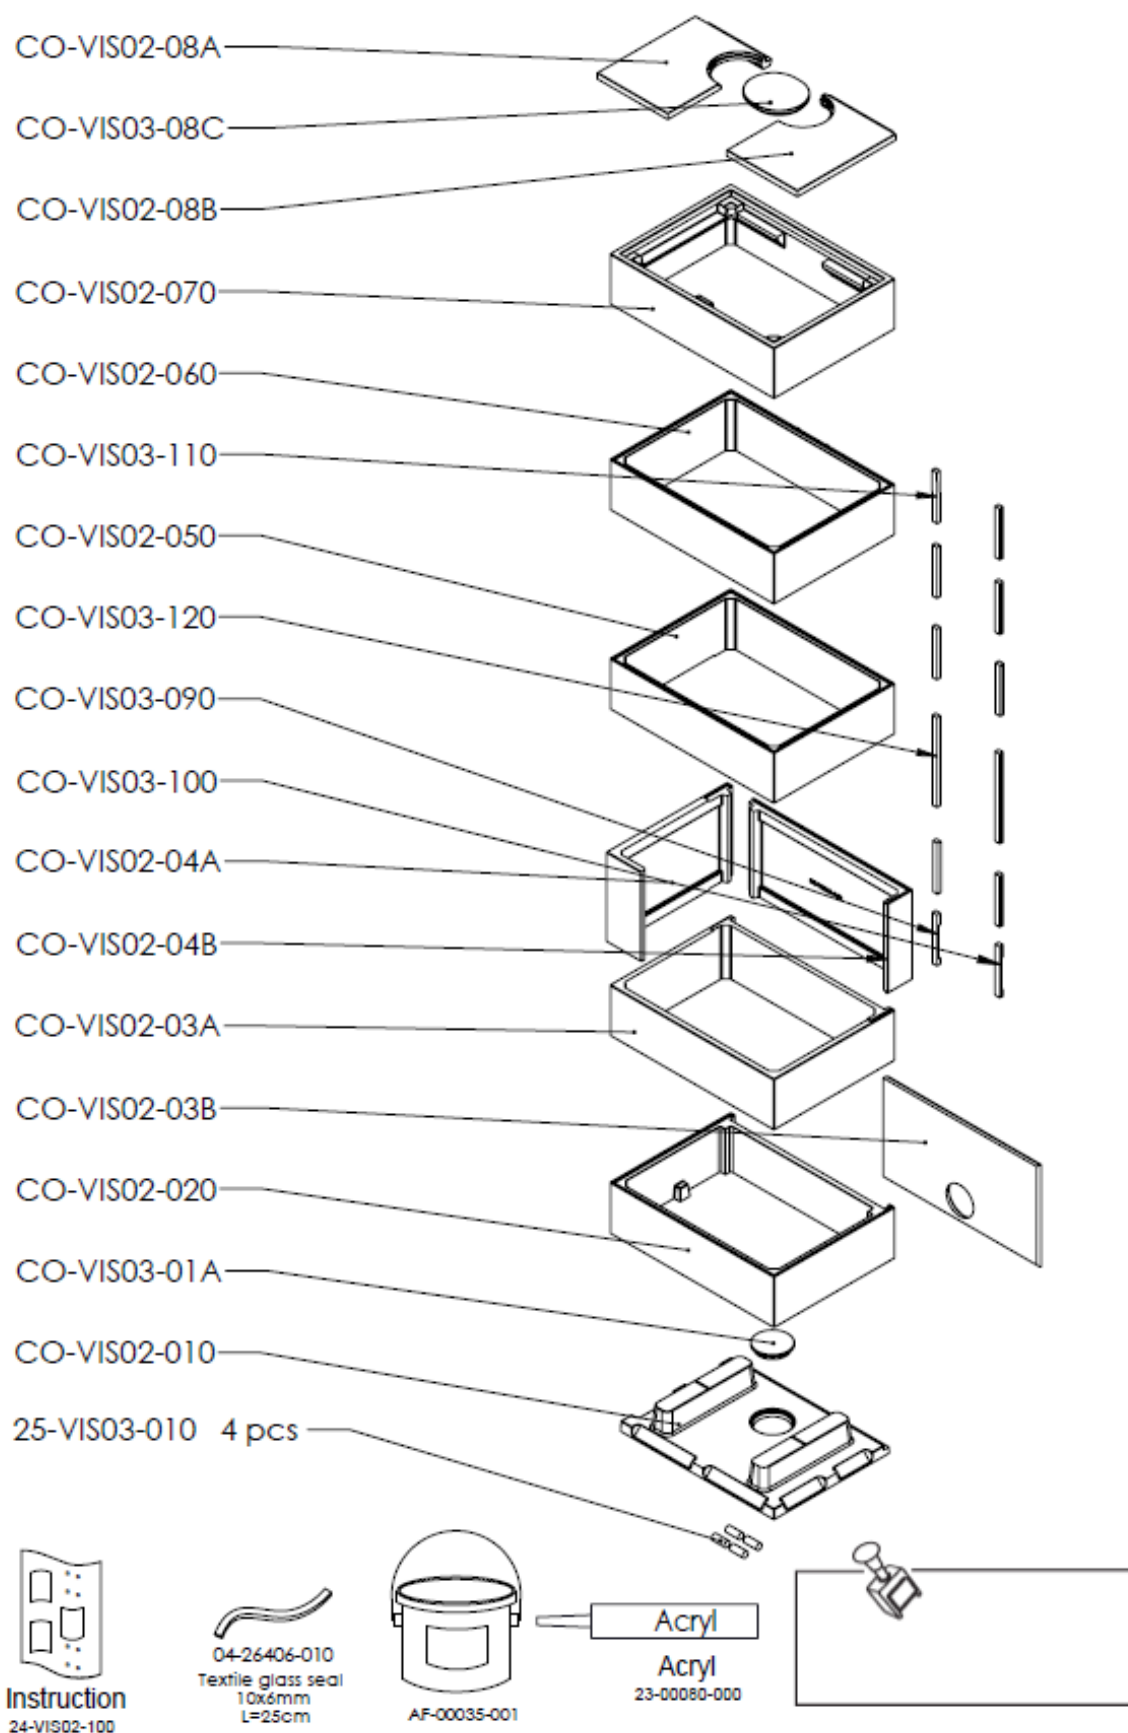 CO-VIS02-08A
CO-VIS03-08C
CO-VIS02-08B
CO-VIS02-070
CO-VIS02-060
CO-VIS03-110
CO-VIS02-050
CO-VIS03-120
CO-VIS03-090
CO-VIS03-100
CO-VIS02-04A
CO-VIS02-04B
CO-VIS02-03A
CO-VIS02-03B
CO-VIS02-020
CO-VIS03-01A
CO-VIS02-010
25-VIS03-010 4 pcs
Instruction
24-VIS02-100
04-26406-010
Textile glass seal
10x6mm
L=25cm
AF-00035-001
Acryl
Acryl
23-00080-000